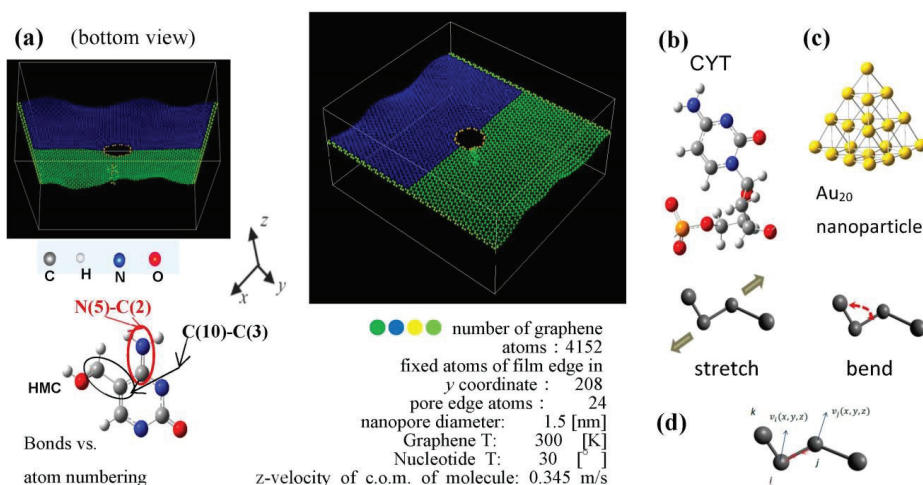 (a) (bottom view)
z
x
y
C H N O
N(5)-C(2)
C(10)-C(3)
HMC
Bonds vs.
atom numbering
number of graphene
atoms : 4152
fixed atoms of film edge in
y coordinate : 208
pore edge atoms : 24
nanopore diameter: 1.5 [nm]
Graphene T: 300 [K]
Nucleotide T: 30 [°]
z-velocity of c.o.m. of molecule: 0.345 m/s
(b)
CYT
stretch
(c)
Au₂₀
nanoparticle
bend
(d)
k
vᵢ(x, y, z)
vⱼ(x, y, z)
i
j